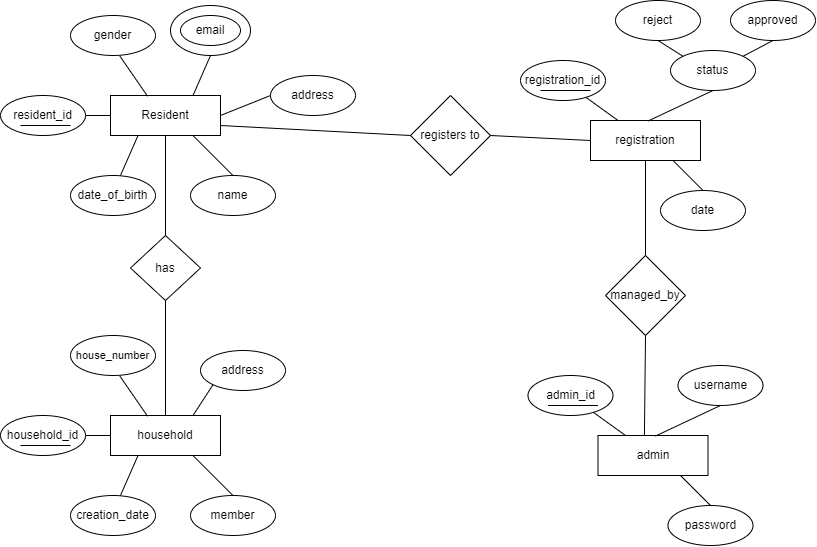 reject
approved
gender
email
status
registration_id
address
resident_id
Resident
registers to
registration
date_of_birth
name
date
has
managed_by
house_number
address
username
admin_id
household_id
household
admin
creation_date
member
password